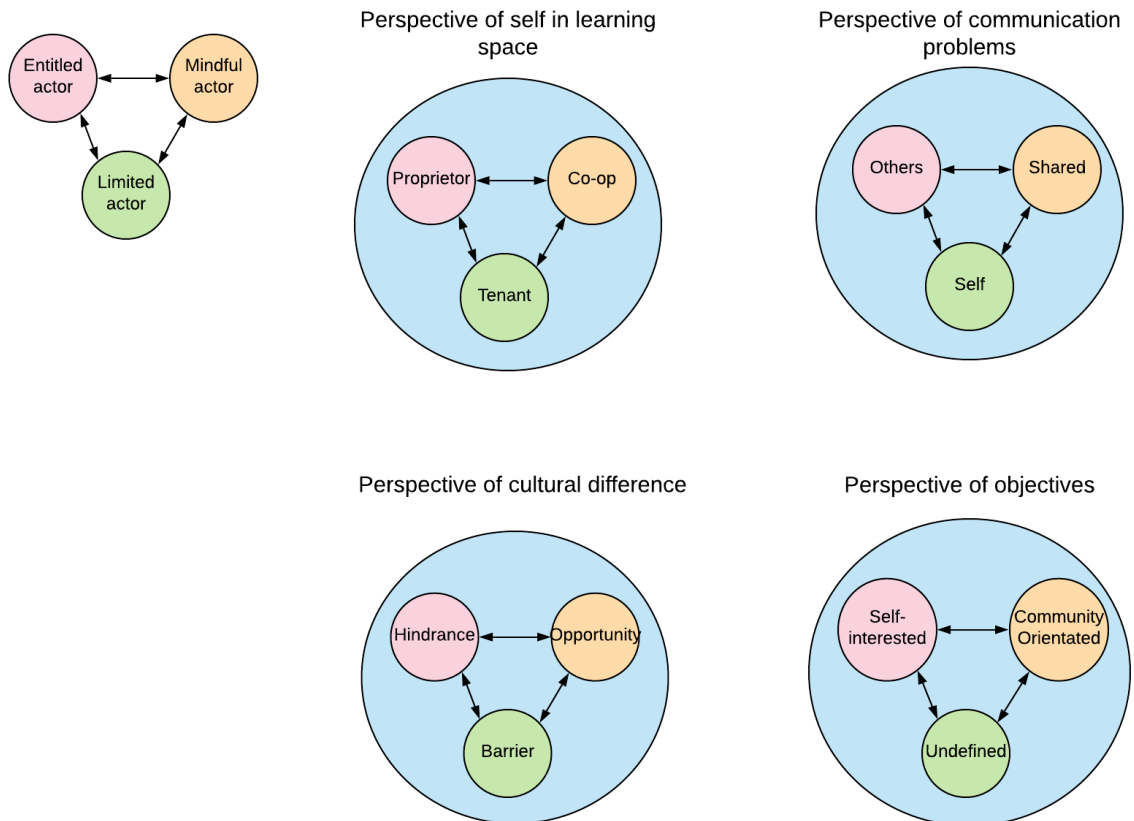 Perspective of self in learning
space
Perspective of communication
problems
Entitled
actor
Mindful
actor
Limited
actor
Proprietor
Co-op
Tenant
Others
Shared
Self
Perspective of cultural difference
Perspective of objectives
Hindrance
Opportunity
Barrier
Self-
interested
Community
Orientated
Undefined